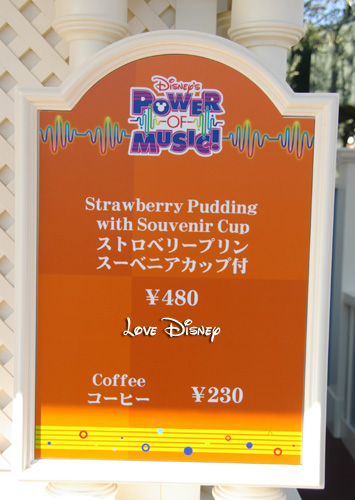 Disney's
POWER
OF
MUSIC!
Strawberry Pudding
with Souvenir Cup
ストロベリープリン
スーベニアカップ付
¥480
Love Disney
Coffee
コーヒー ¥230